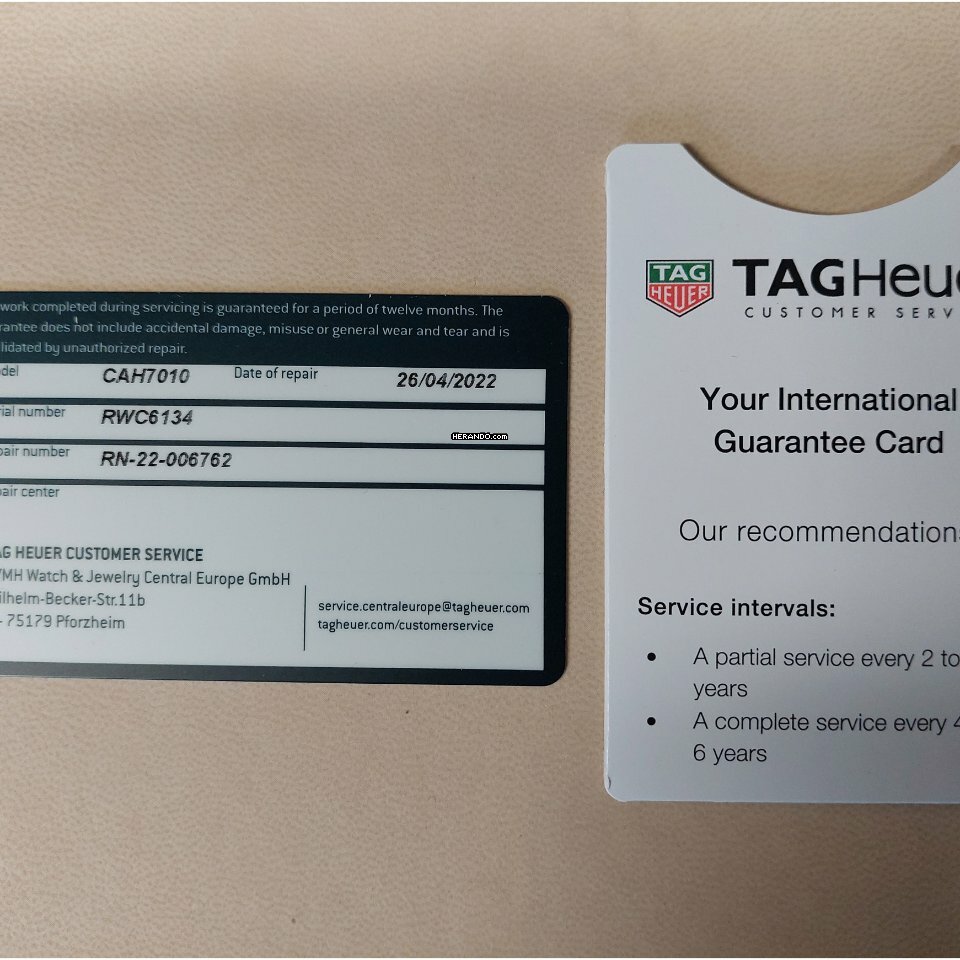 work completed during servicing is guaranteed for a period of twelve months. The
rantee does not include accidental damage, misuse or general wear and tear and is
lidated by unauthorized repair.
odel CAH7010 Date of repair 26/04/2022
rial number RWC6134
HERANDO.com
pair number RN-22-006762
pair center
AG HEUER CUSTOMER SERVICE
VMH Watch & Jewelry Central Europe GmbH
ilhelm-Becker-Str.11b
- 75179 Pforzheim
service.centraleurope@tagheuer.com
tagheuer.com/customerservice
TAG
HEUER
TAGHeue
CUSTOMER SERV
Your International
Guarantee Card
Our recommendations
Service intervals:
• A partial service every 2 to
years
• A complete service every 4
6 years